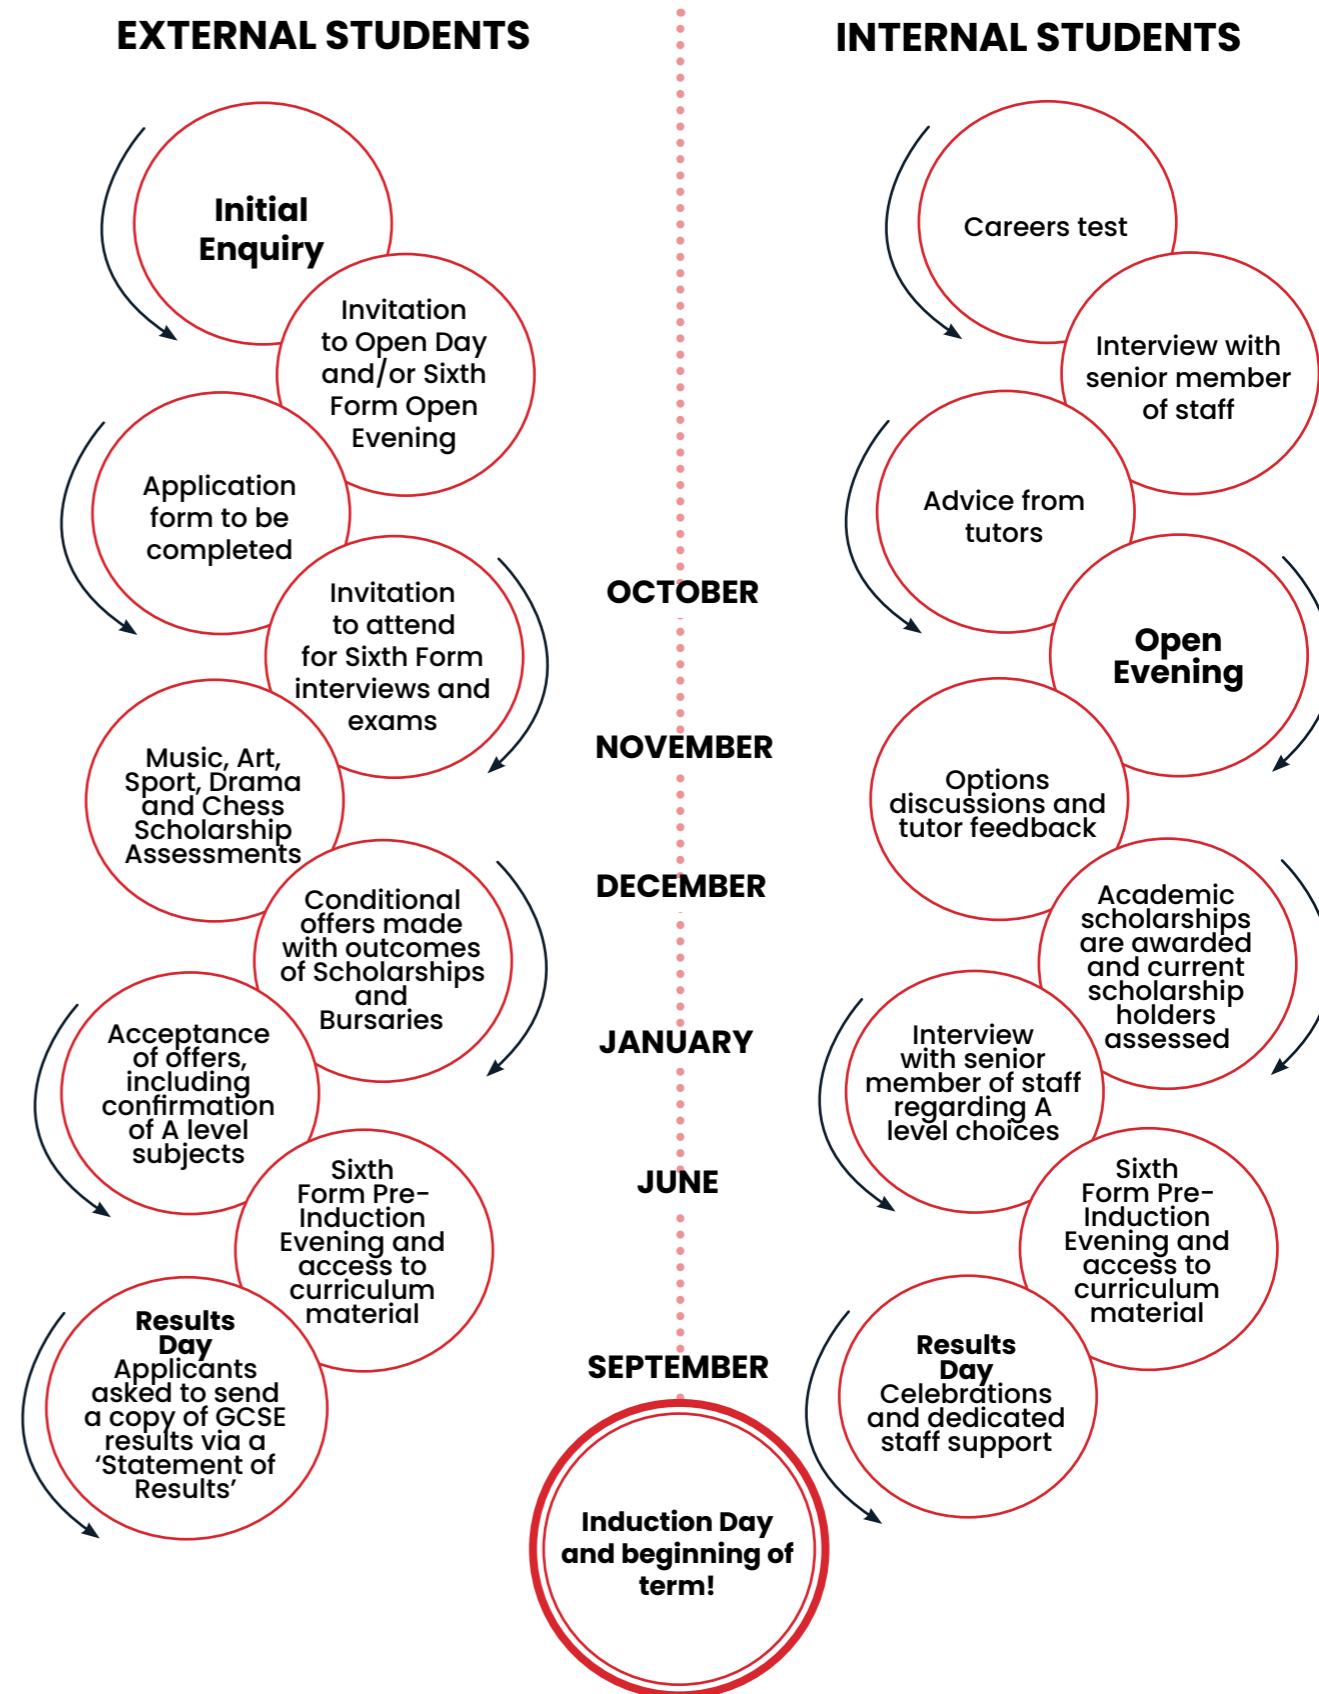 EXTERNAL STUDENTS
Initial
Enquiry
Invitation
to Open Day
and/or Sixth
Form Open
Evening
Application
form to be
completed
Invitation
to attend
for Sixth Form
interviews and
exams
Music, Art,
Sport, Drama
and Chess
Scholarship
Assessments
Conditional
offers made
with outcomes
of Scholarships
and
Bursaries
Acceptance
of offers,
including
confirmation
of A level
subjects
Sixth
Form Pre-
Induction
Evening and
access to
curriculum
material
Results
Day
Applicants
asked to send
a copy of GCSE
results via a
‘Statement of
Results’
OCTOBER
NOVEMBER
DECEMBER
JANUARY
JUNE
SEPTEMBER
Induction Day
and beginning of
term!
INTERNAL STUDENTS
Careers test
Interview with
senior member
of staff
Advice from
tutors
Open
Evening
Options
discussions and
tutor feedback
Academic
scholarships
are awarded
and current
scholarship
holders
assessed
Interview
with senior
member of staff
regarding A
level choices
Sixth
Form Pre-
Induction
Evening and
access to
curriculum
material
Results
Day
Celebrations
and dedicated
staff support